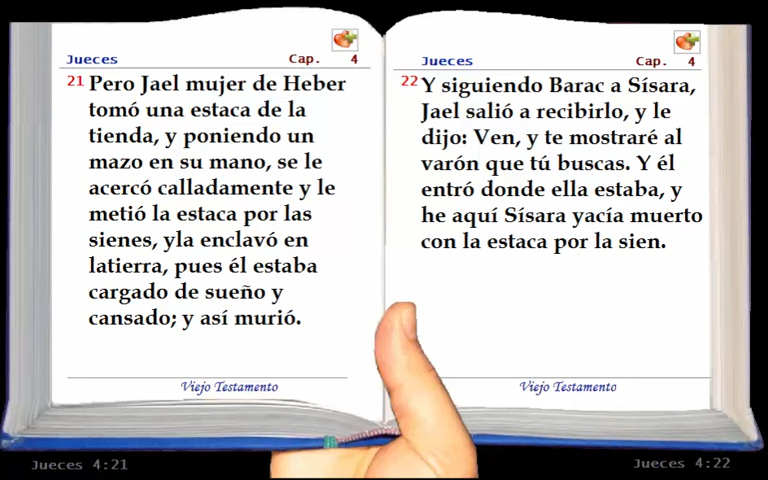 Jueces Cap. 4
21 Pero Jael mujer de Heber
tomó una estaca de la
tienda, y poniendo un
mazo en su mano, se le
acercó calladamente y le
metió la estaca por las
sienes, yla enclavó en
latierra, pues él estaba
cargado de sueño y
cansado; y así murió.
Viejo Testamento
Jueces 4:21
Jueces Cap. 4
22 Y siguiendo Barac a Sísara,
Jael salió a recibirlo, y le
dijo: Ven, y te mostraré al
varón que tú buscas. Y él
entró donde ella estaba, y
he aquí Sísara yacía muerto
con la estaca por la sien.
Viejo Testamento
Jueces 4:22